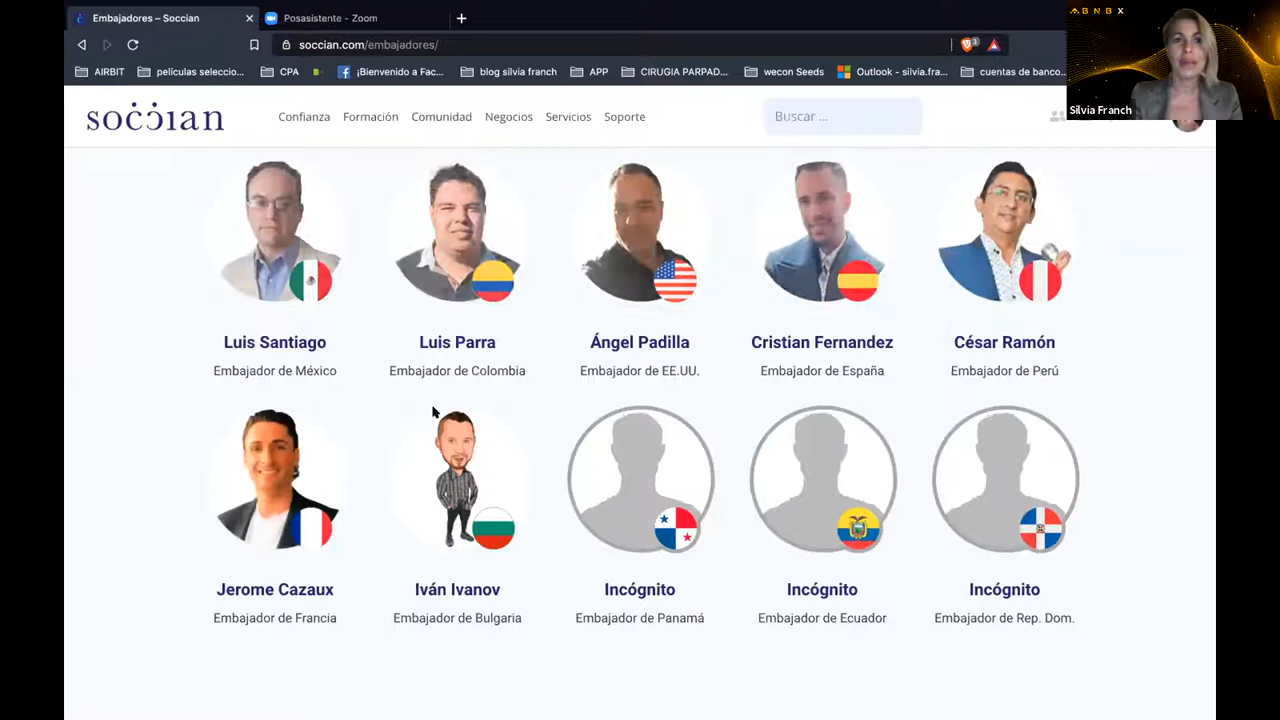 Embajadores – Soccian
Posasistente - Zoom
soccian.com/embajadores/
3
AIRBIT
películas seleccio...
CPA
¡Bienvenido a Fac...
blog silvia franch
APP
CIRUGIA PARPAD...
wecon Seeds
Outlook - silvia.fra...
cuentas de banco...
ABNB X
Silvia Franch
soccian
Confianza
Formación
Comunidad
Negocios
Servicios
Soporte
Buscar ...
Luis Santiago
Luis Parra
Ángel Padilla
Cristian Fernandez
César Ramón
Embajador de México
Embajador de Colombia
Embajador de EE.UU.
Embajador de España
Embajador de Perú
Jerome Cazaux
Iván Ivanov
Incógnito
Incógnito
Incógnito
Embajador de Francia
Embajador de Bulgaria
Embajador de Panamá
Embajador de Ecuador
Embajador de Rep. Dom.